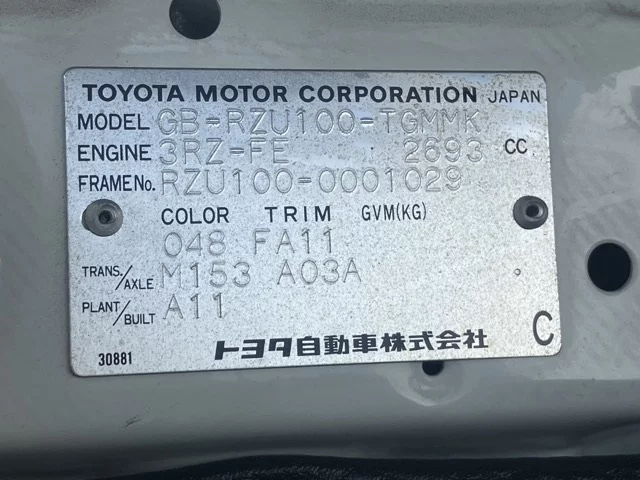 TOYOTA MOTOR CORPORATION JAPAN
MODEL GB-RZU100-TGMMK
ENGINE 3RZ-FE 2693 CC
FRAME No. RZU100-0001029
COLOR TRIM GVM(KG)
048 FA11
TRANS./AXLE M153 A03A
PLANT/BUILT A11
30881 トヨタ自動車株式会社 C